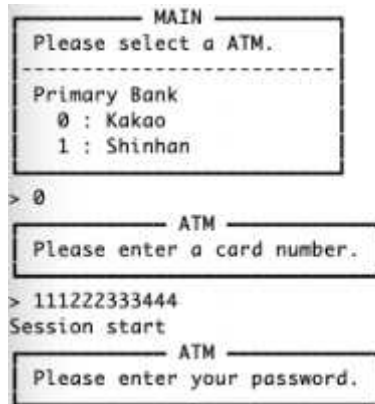 MAIN
Please select a ATM.
Primary Bank
0 : Kakao
1 : Shinhan
> 0
ATM
Please enter a card number.
> 111222333444
Session start
ATM
Please enter your password.